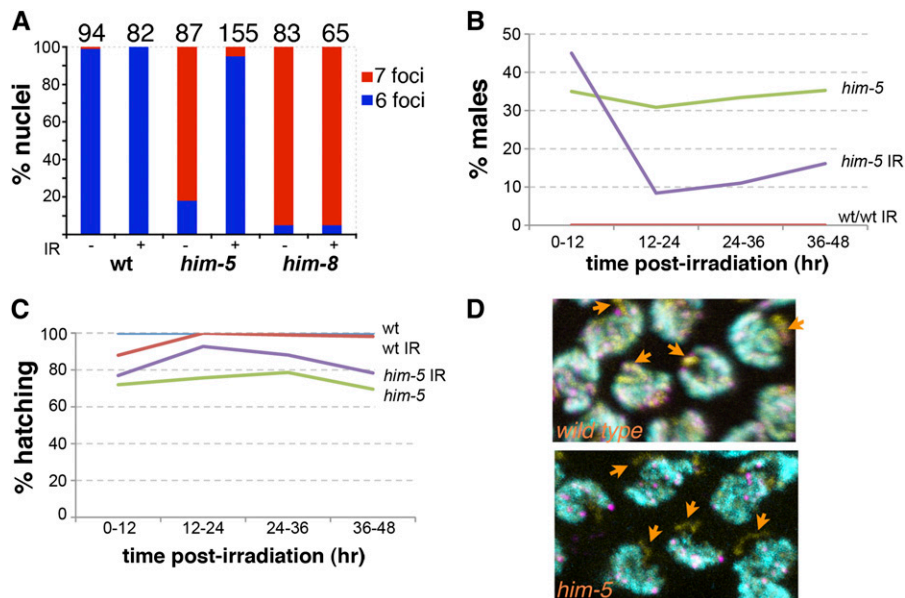 A
94 82 87 155 83 65
100
80
60
40
20
% nuclei
7 foci
6 foci
IR - + - + - +
wt him-5 him-8
B
50
40
30
20
10
0
% males
him-5
him-5 IR
wt/wt IR
0-12 12-24 24-36 36-48
time post-irradiation (hr)
C
100
80
60
40
20
0
% hatching
wt
wt IR
him-5 IR
him-5
0-12 12-24 24-36 36-48
time post-irradiation (hr)
D
wild type
him-5